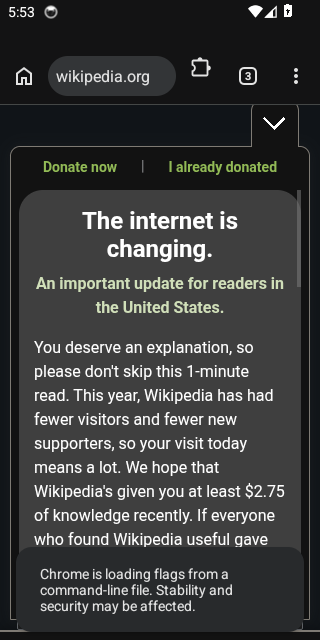 5:53
wikipedia.org
3
Donate now | I already donated
The internet is
changing.
An important update for readers in
the United States.
You deserve an explanation, so
please don't skip this 1-minute
read. This year, Wikipedia has had
fewer visitors and fewer new
supporters, so your visit today
means a lot. We hope that
Wikipedia's given you at least $2.75
of knowledge recently. If everyone
who found Wikipedia useful gave
Chrome is loading flags from a
command-line file. Stability and
security may be affected.